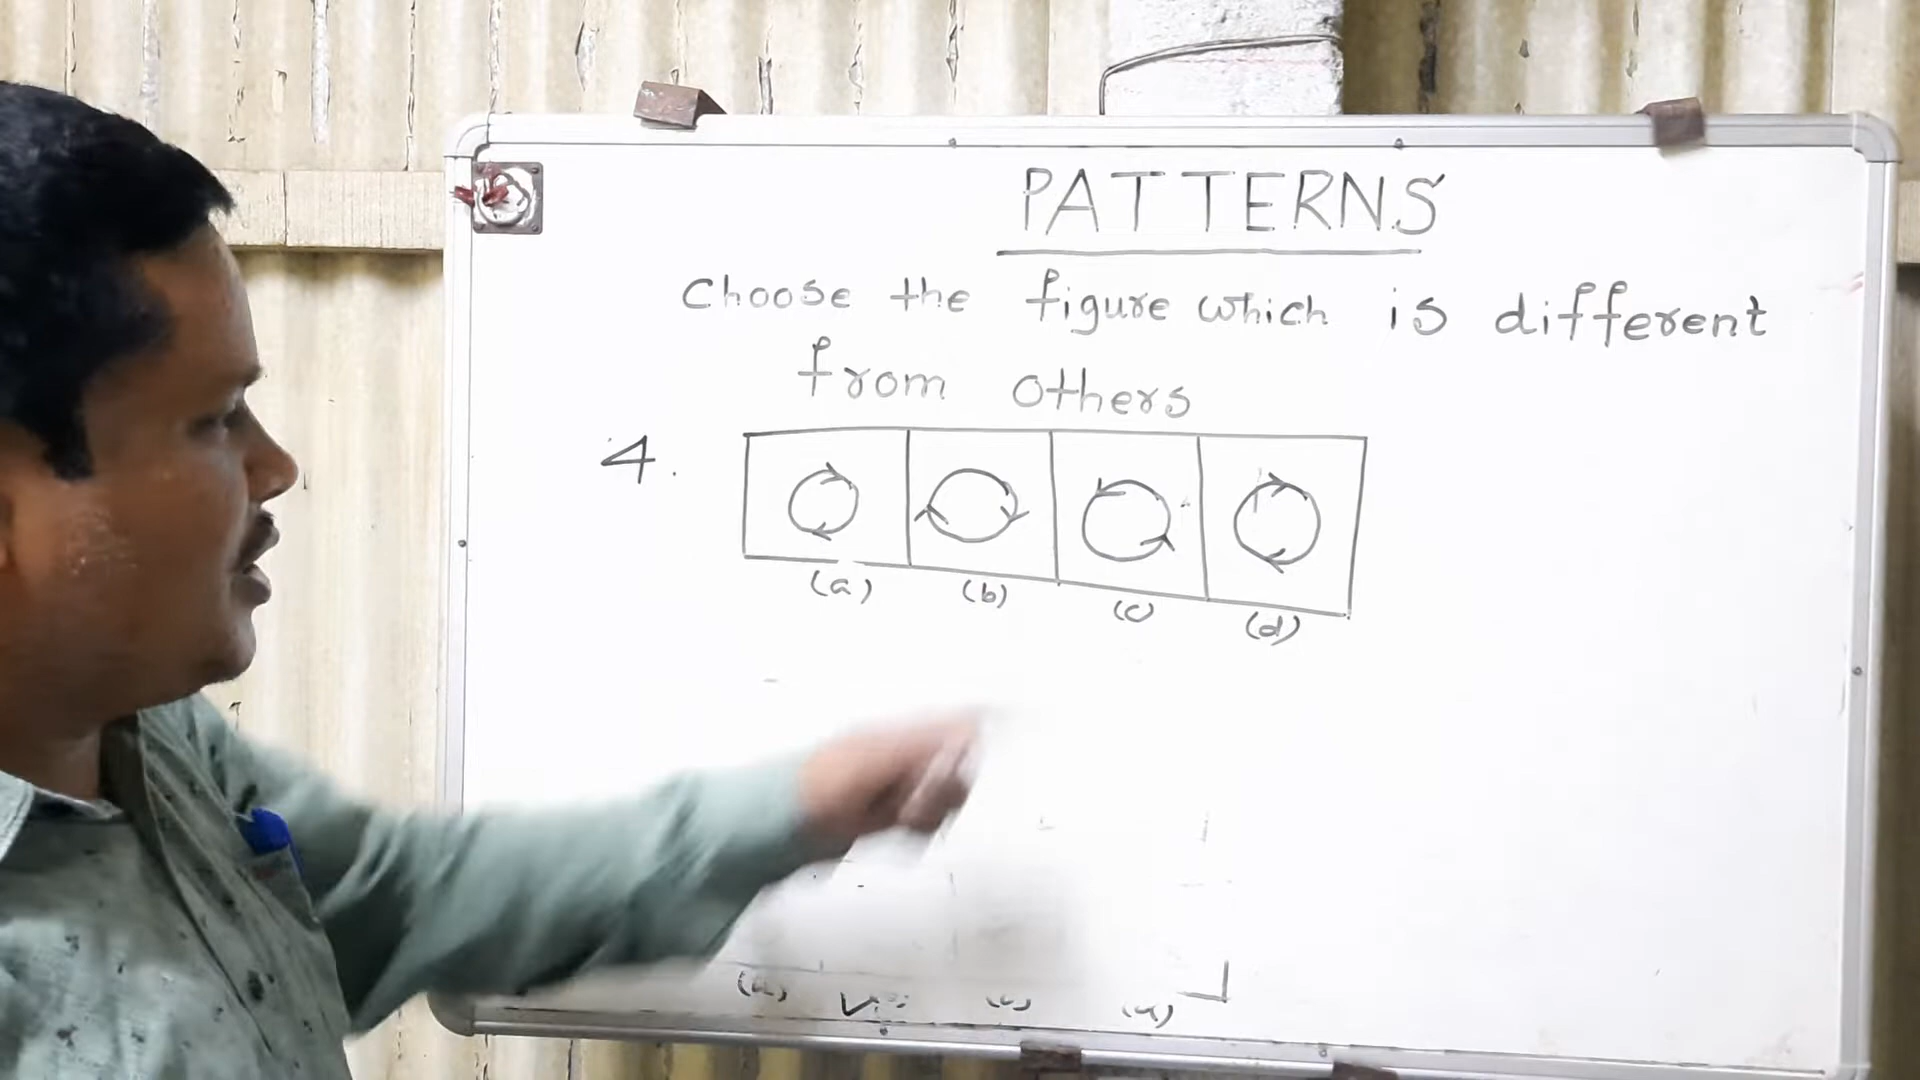 PATTERNS
Choose the figure which is different
from others
4.
(a) (b) (c) (d)